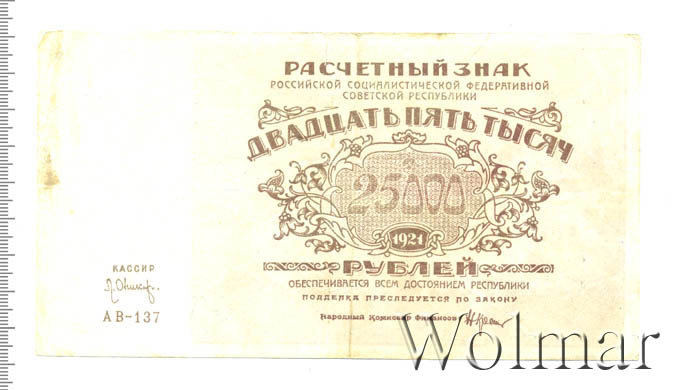 РАСЧЕТНЫЙ ЗНАК
РОССИЙСКОЙ СОЦИАЛИСТИЧЕСКОЙ ФЕДЕРАТИВНОЙ
СОВЕТСКОЙ РЕСПУБЛИКИ
ДВАДЦАТЬ ПЯТЬ ТЫСЯЧ
25000
1921
РУБЛЕЙ
ОБЕСПЕЧИВАЕТСЯ ВСЕМ ДОСТОЯНИЕМ РЕСПУБЛИКИ
ПОДДЕЛКА ПРЕСЛЕДУЕТСЯ ПО ЗАКОНУ
Народный Комиссар Финансов
КАССИР
АВ-137
Wolmar